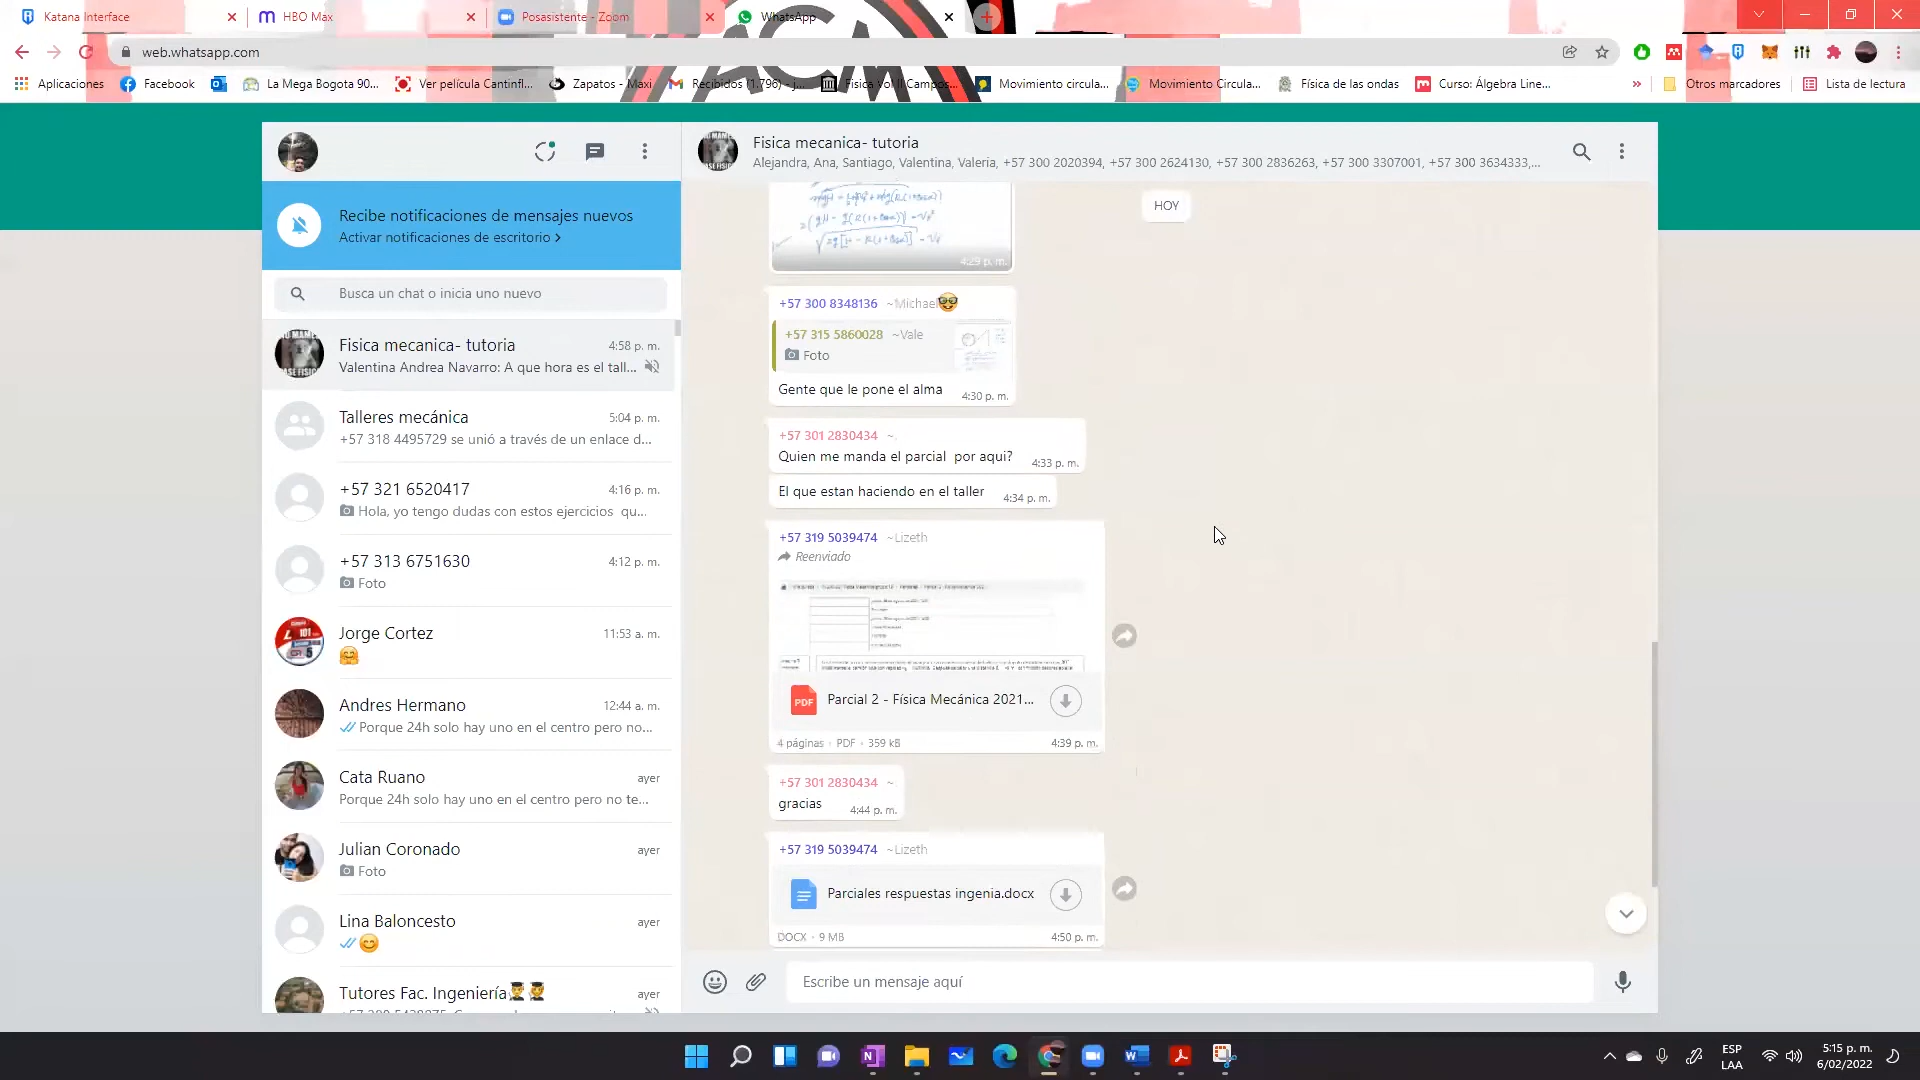 Katana Interface
HBO Max
Posasistente - Zoom
WhatsApp
web.whatsapp.com
Aplicaciones
Facebook
La Mega Bogota 90...
Ver película Cantinfl...
Zapatos - Maxi
Recibidos (1.796) - j...
Fisica Vol II Campos...
Movimiento circula...
Movimiento Circula...
Física de las ondas
Curso: Álgebra Line...
»
Otros marcadores
Lista de lectura
Recibe notificaciones de mensajes nuevos
Activar notificaciones de escritorio >
Busca un chat o inicia uno nuevo
Fisica mecanica- tutoria
4:58 p. m.
Valentina Andrea Navarro: A que hora es el tall...
Talleres mecánica
5:04 p. m.
+57 318 4495729 se unió a través de un enlace d...
+57 321 6520417
4:16 p. m.
Hola, yo tengo dudas con estos ejercicios qu...
+57 313 6751630
4:12 p. m.
Foto
Jorge Cortez
11:53 a. m.
🤗
Andres Hermano
12:44 a. m.
Porque 24h solo hay uno en el centro pero no...
Cata Ruano
ayer
Porque 24h solo hay uno en el centro pero no te...
Julian Coronado
ayer
Foto
Lina Baloncesto
ayer
😊
Tutores Fac. Ingeniería
ayer
Fisica mecanica- tutoria
Alejandra, Ana, Santiago, Valentina, Valeria, +57 300 2020394, +57 300 2624130, +57 300 2836263, +57 300 3307001, +57 300 3634333,...
HOY
4:29 p. m.
+57 300 8348136 ~Michael🤓
+57 315 5860028 ~Vale
Foto
Gente que le pone el alma
4:30 p. m.
+57 301 2830434 ~.
Quien me manda el parcial por aqui?
4:33 p. m.
El que estan haciendo en el taller
4:34 p. m.
+57 319 5039474 ~Lizeth
Reenviado
PDF
Parcial 2 - Física Mecánica 2021...
4 páginas · PDF · 359 kB
4:39 p. m.
+57 301 2830434 ~
gracias
4:44 p. m.
+57 319 5039474 ~Lizeth
Parciales respuestas ingenia.docx
DOCX · 9 MB
4:50 p. m.
Escribe un mensaje aquí
ESP
LAA
5:15 p. m.
6/02/2022